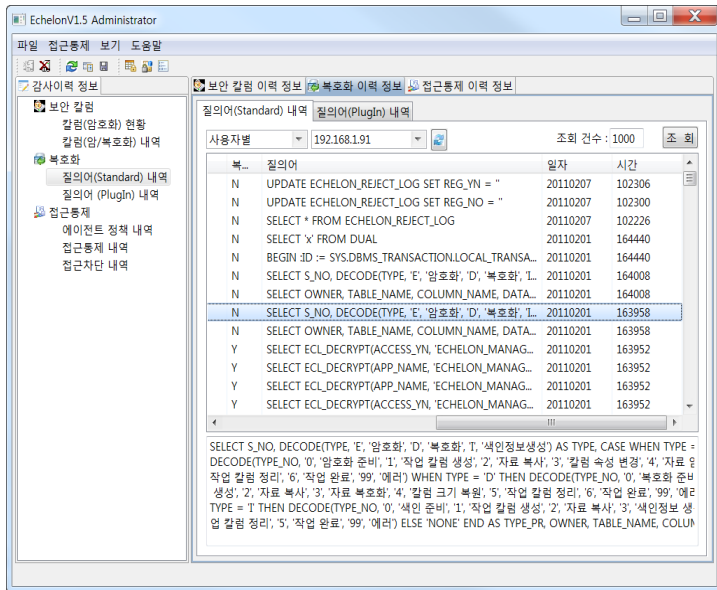 EchelonV1.5 Administrator
파일 접근통제 보기 도움말
감사이력 정보
보안 칼럼
칼럼(암호화) 현황
칼럼(암/복호화) 내역
복호화
질의어(Standard) 내역
질의어 (PlugIn) 내역
접근통제
에이전트 정책 내역
접근통제 내역
접근차단 내역
보안 칼럼 이력 정보 복호화 이력 정보 접근통제 이력 정보
질의어(Standard) 내역 질의어(PlugIn) 내역
사용자별 192.168.1.91 조회 건수 : 1000 조 회
복... 질의어 일자 시간
N UPDATE ECHELON_REJECT_LOG SET REG_YN = '' 20110207 102306
N UPDATE ECHELON_REJECT_LOG SET REG_NO = '' 20110207 102300
N SELECT * FROM ECHELON_REJECT_LOG 20110207 102226
N SELECT 'x' FROM DUAL 20110201 164440
N BEGIN :ID := SYS.DBMS_TRANSACTION.LOCAL_TRANSA... 20110201 164440
N SELECT S_NO, DECODE(TYPE, 'E', '암호화', 'D', '복호화', 'I... 20110201 164008
N SELECT OWNER, TABLE_NAME, COLUMN_NAME, DATA... 20110201 164008
N SELECT S_NO, DECODE(TYPE, 'E', '암호화', 'D', '복호화', 'I... 20110201 163958
N SELECT OWNER, TABLE_NAME, COLUMN_NAME, DATA... 20110201 163958
Y SELECT ECL_DECRYPT(ACCESS_YN, 'ECHELON_MANAG... 20110201 163952
Y SELECT ECL_DECRYPT(APP_NAME, 'ECHELON_MANAG... 20110201 163952
Y SELECT ECL_DECRYPT(APP_NAME, 'ECHELON_MANAG... 20110201 163952
Y SELECT ECL_DECRYPT(ACCESS_YN, 'ECHELON_MANAG... 20110201 163952
SELECT S_NO, DECODE(TYPE, 'E', '암호화', 'D', '복호화', 'I', '색인정보생성') AS TYPE, CASE WHEN TYPE =
DECODE(TYPE_NO, '0', '암호화 준비', '1', '작업 칼럼 생성', '2', '자료 복사', '3', '칼럼 속성 변경', '4', '자료
작업 칼럼 정리', '6', '작업 완료', '99', '에러') WHEN TYPE = 'D' THEN DECODE(TYPE_NO, '0', '복호화 준비
생성', '2', '자료 복사', '3', '자료 복호화', '4', '칼럼 크기 복원', '5', '작업 칼럼 정리', '6', '작업 완료', '99', '에러
TYPE = 'I' THEN DECODE(TYPE_NO, '0', '색인 준비', '1', '작업 칼럼 생성', '2', '자료 복사', '3', '색인정보 생
업 칼럼 정리', '5', '작업 완료', '99', '에러') ELSE 'NONE' END AS TYPE_PR, OWNER, TABLE_NAME, COLUM